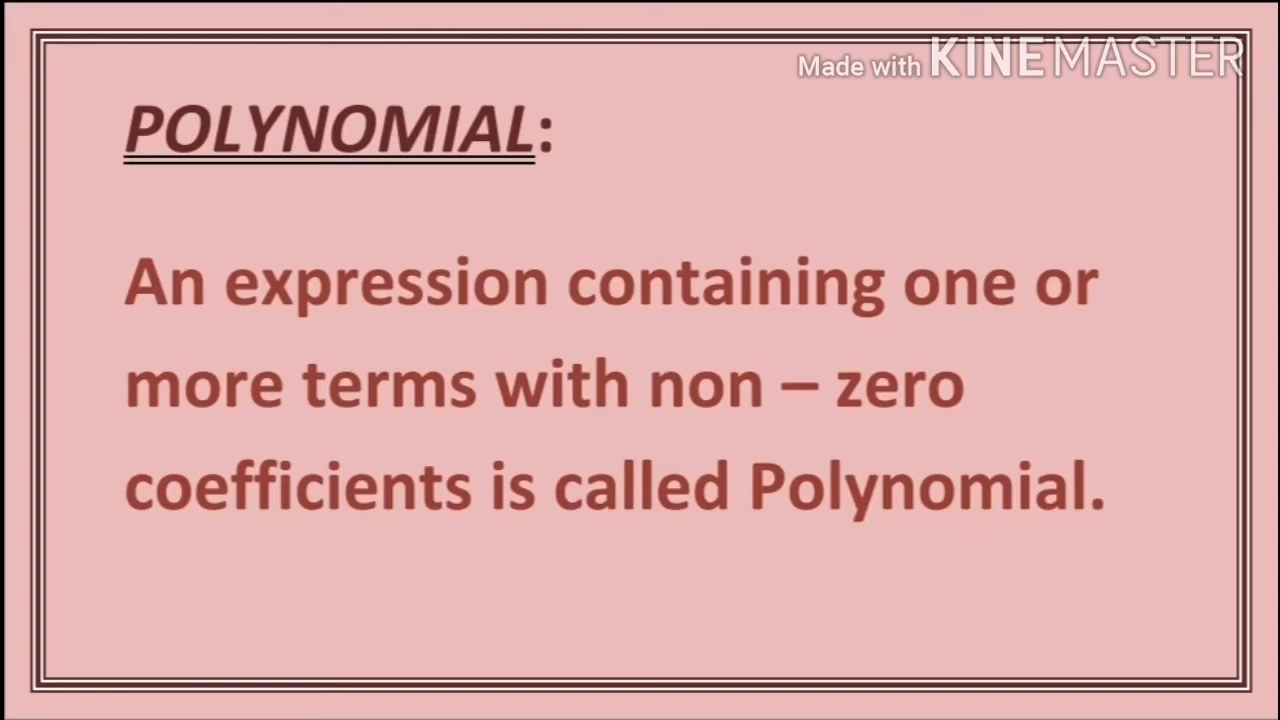 Made with KINEMASTER
POLYNOMIAL:
An expression containing one or
more terms with non – zero
coefficients is called Polynomial.